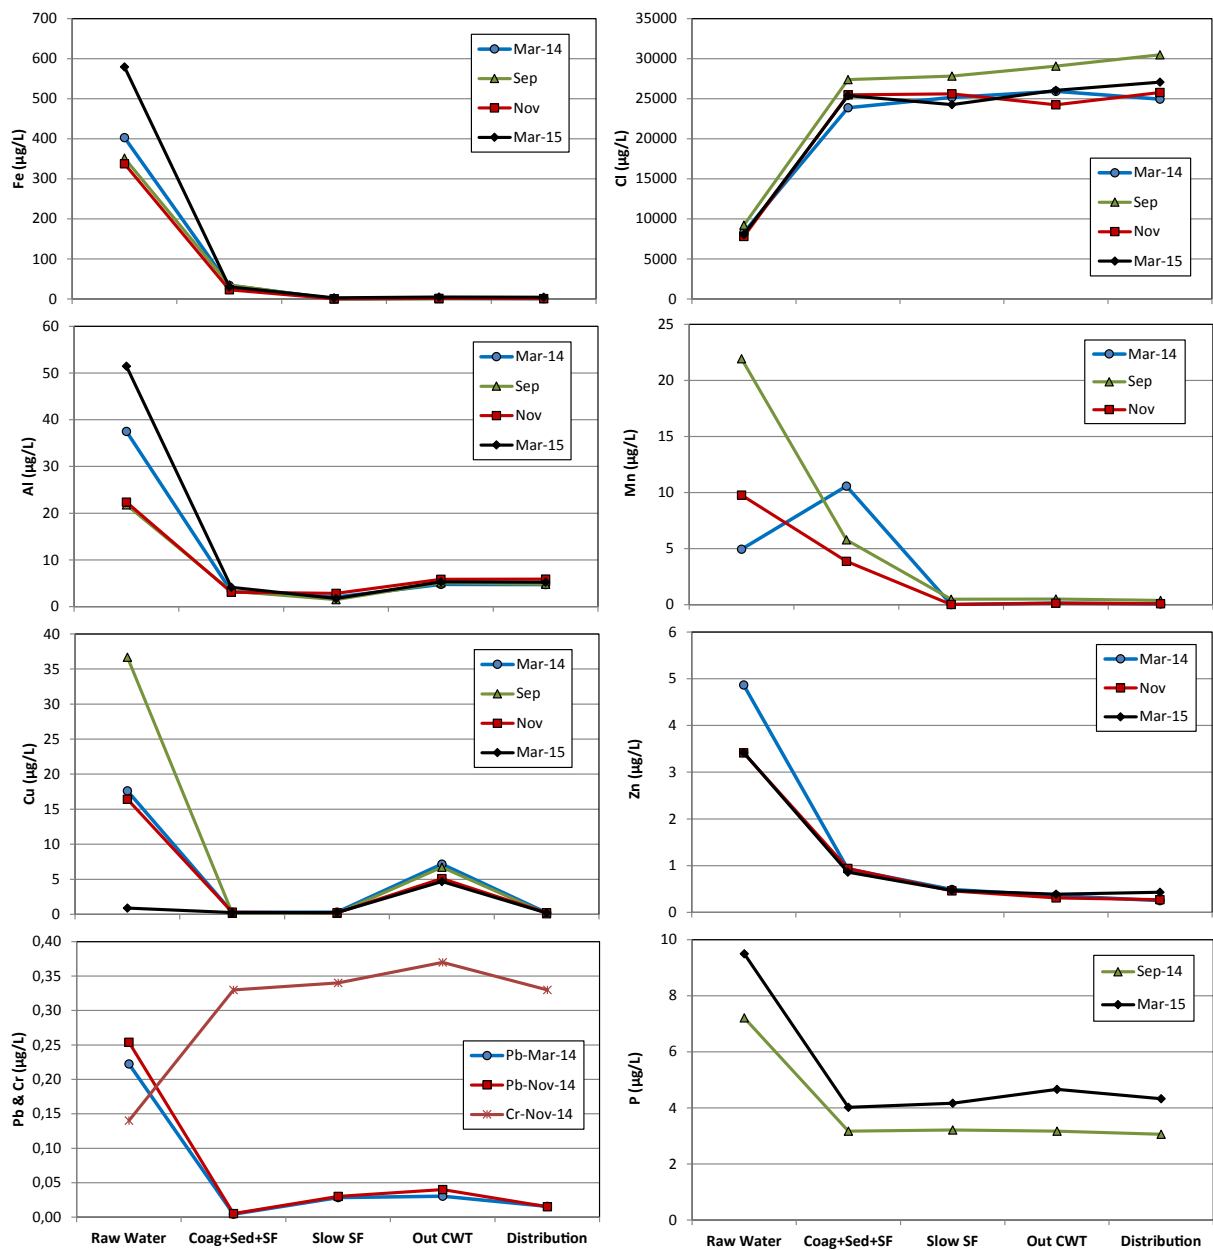 700
600
500
400
300
200
100
0
Fe (µg/L)
Mar-14
Sep
Nov
Mar-15
35000
30000
25000
20000
15000
10000
5000
0
Cl (µg/L)
Mar-14
Sep
Nov
Mar-15
60
50
40
30
20
10
0
Al (µg/L)
Mar-14
Sep
Nov
Mar-15
25
20
15
10
5
0
Mn (µg/L)
Mar-14
Sep
Nov
40
35
30
25
20
15
10
5
0
Cu (µg/L)
Mar-14
Sep
Nov
Mar-15
6
5
4
3
2
1
0
Zn (µg/L)
Mar-14
Nov
Mar-15
0,40
0,35
0,30
0,25
0,20
0,15
0,10
0,05
0,00
Pb & Cr (µg/L)
Pb-Mar-14
Pb-Nov-14
Cr-Nov-14
Raw Water Coag+Sed+SF Slow SF Out CWT Distribution
10
8
6
4
2
0
P (µg/L)
Sep-14
Mar-15
Raw Water Coag+Sed+SF Slow SF Out CWT Distribution